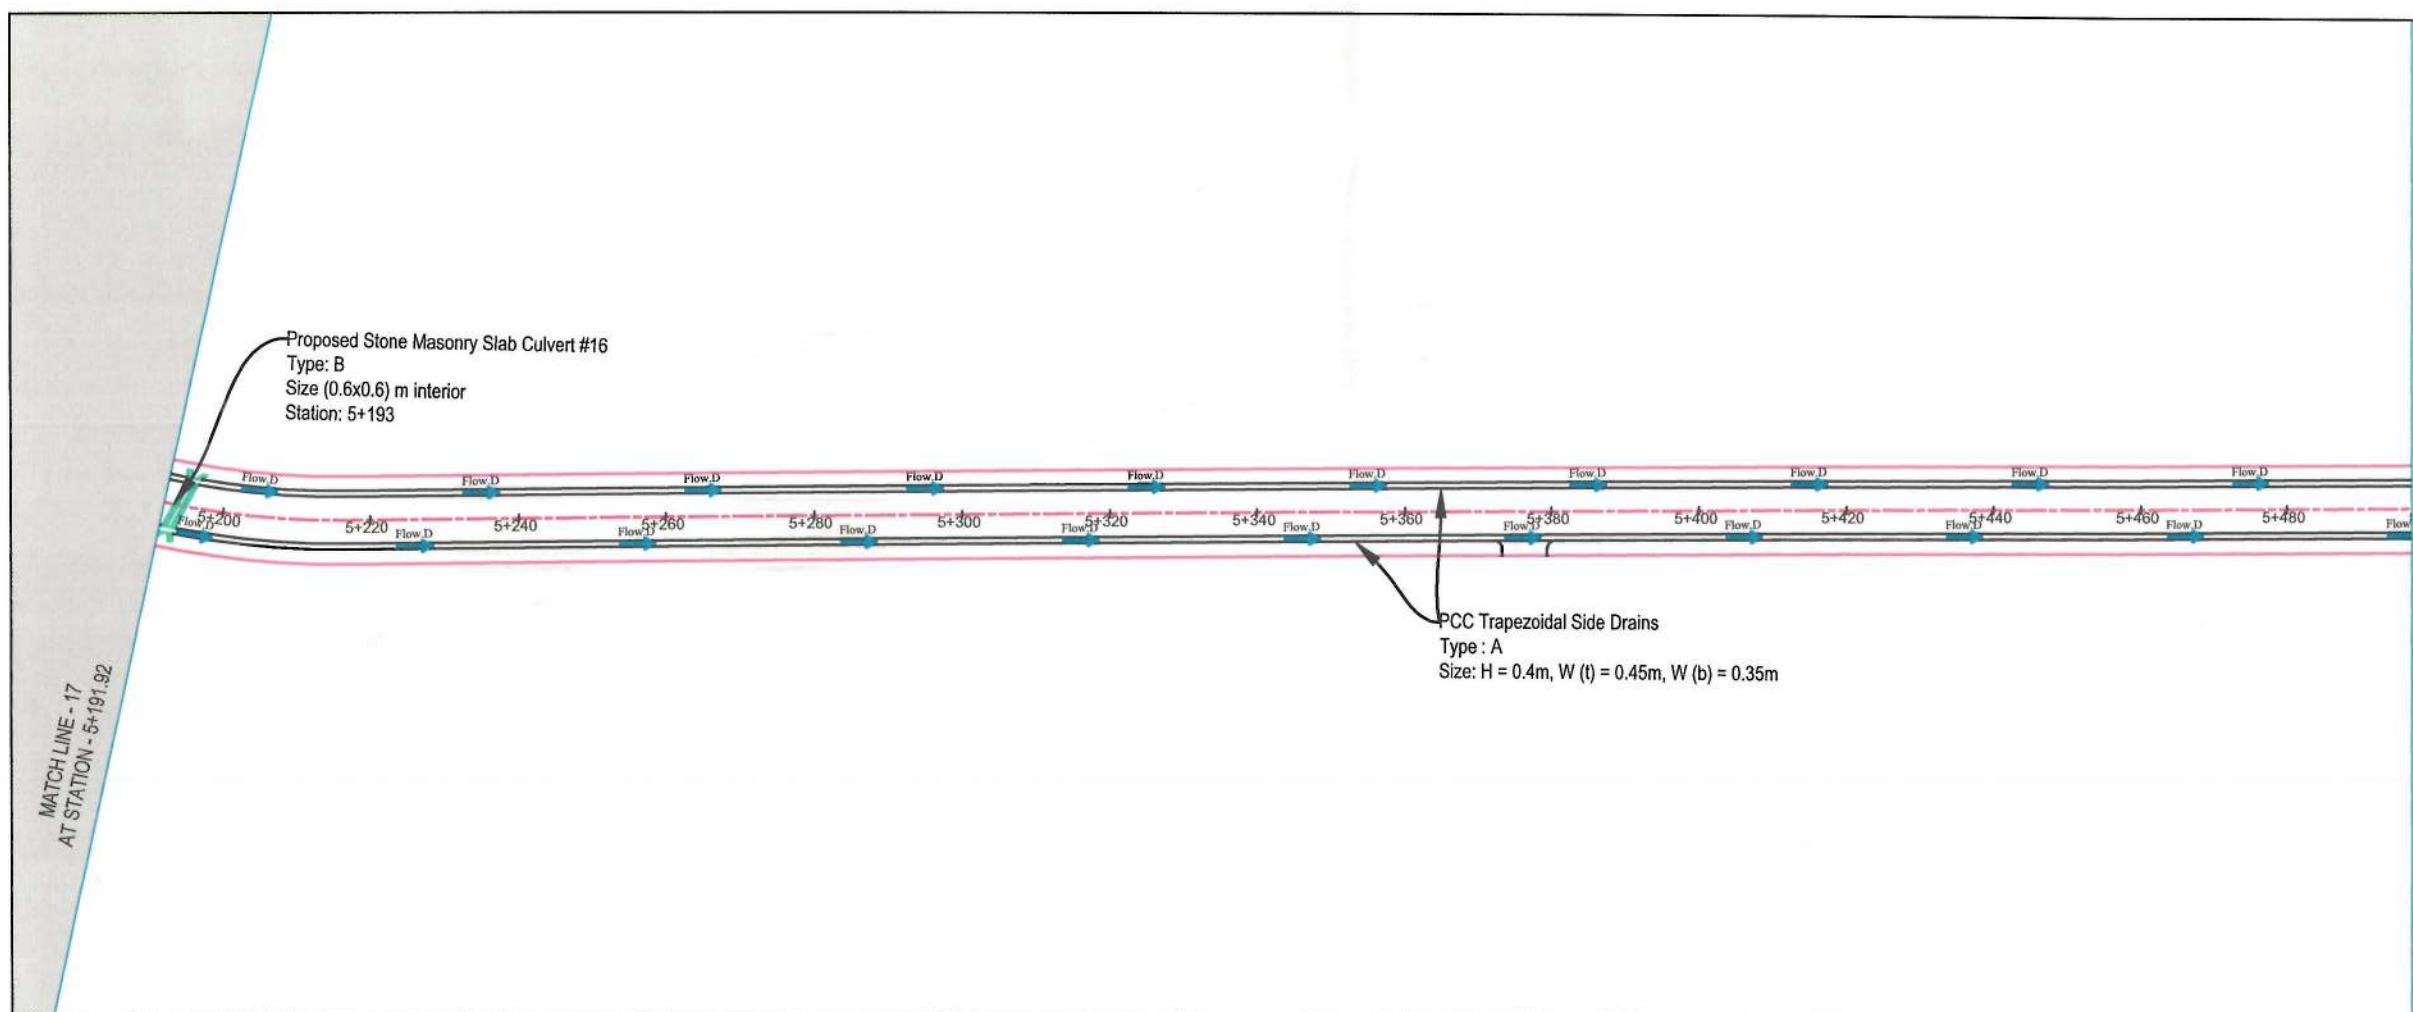 Proposed Stone Masonry Slab Culvert #16
Type: B
Size (0.6x0.6) m interior
Station: 5+193
Flow,D Flow,D Flow,D Flow,D Flow,D Flow,D Flow,D Flow,D Flow,D Flow,D
5+200 5+220 5+240 5+260 5+280 5+300 5+320 5+340 5+360 5+380 5+400 5+420 5+440 5+460 5+480
Flow,D Flow,D Flow,D Flow,D Flow,D Flow,D Flow,D Flow,D Flow,D Flow,D Flow
PCC Trapezoidal Side Drains
Type : A
Size: H = 0.4m, W (t) = 0.45m, W (b) = 0.35m
MATCH LINE - 17
AT STATION - 5+191.92